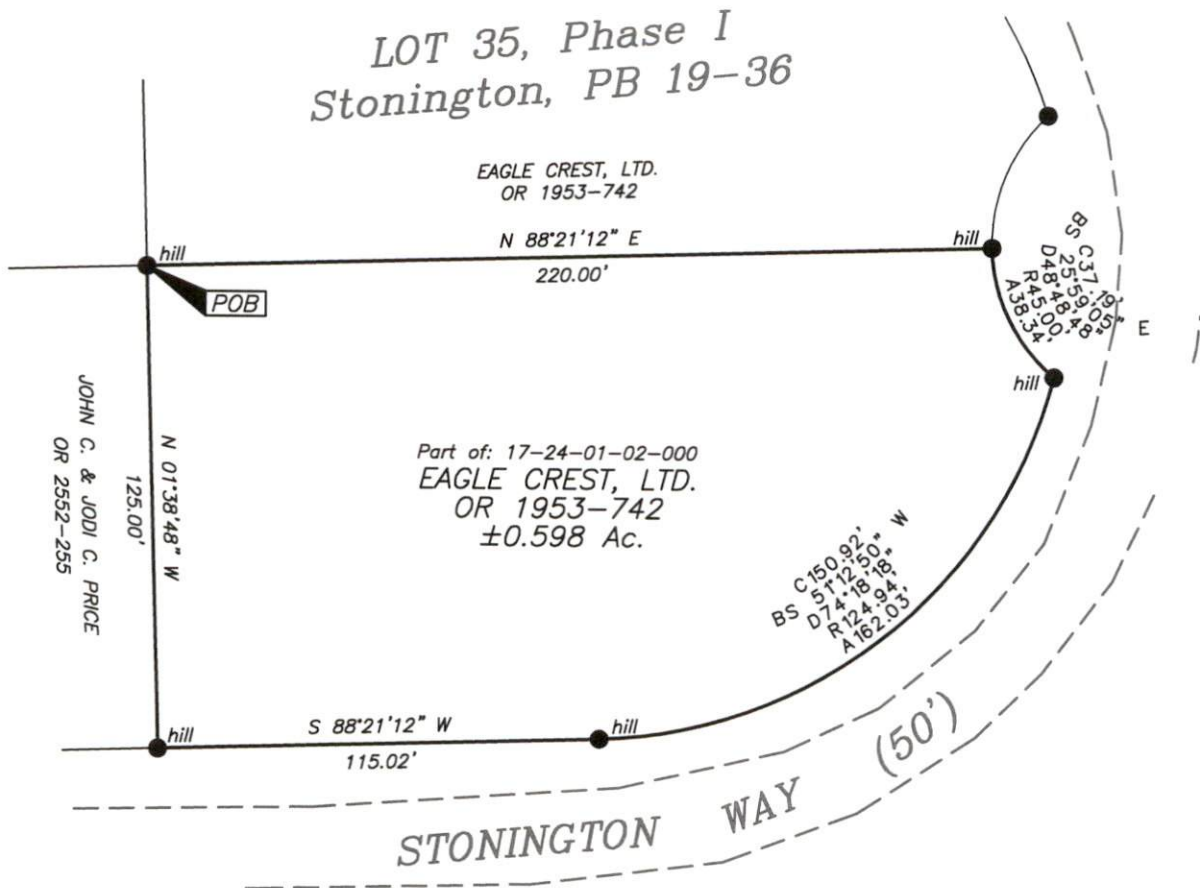 LOT 35, Phase I
Stonington, PB 19-36
EAGLE CREST, LTD.
OR 1953-742
hill
N 88°21'12" E
220.00'
hill
POB
C37.19'
BS 25°59'05" E
D48°48'48"
R45.00'
A38.34'
hill
JOHN C. & JODI C. PRICE
OR 2552-255
N 01°38'48" W
125.00'
Part of: 17-24-01-02-000
EAGLE CREST, LTD.
OR 1953-742
±0.598 Ac.
C150.92'
BS 51°12'50" W
D74°18'18"
R124.94'
A162.03'
hill
S 88°21'12" W
115.02'
hill
STONINGTON WAY (50')